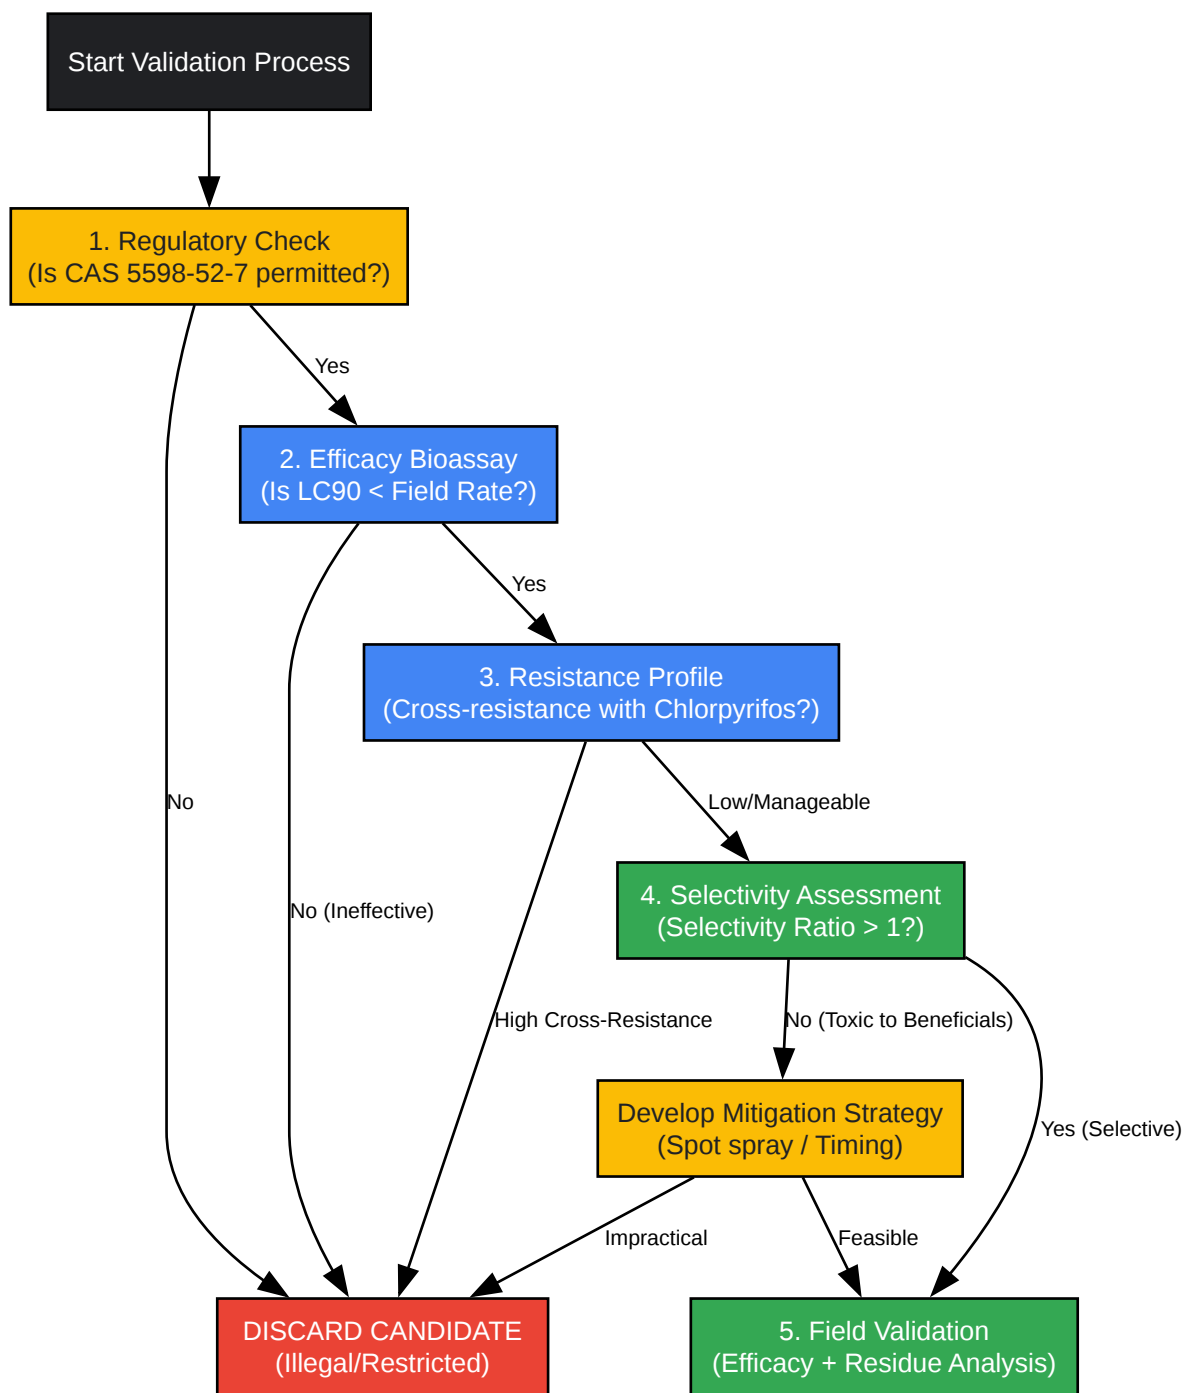 Start Validation Process
1. Regulatory Check
(Is CAS 5598-52-7 permitted?)
Yes
2. Efficacy Bioassay
(Is LC90 < Field Rate?)
Yes
3. Resistance Profile
(Cross-resistance with Chlorpyrifos?)
No
Low/Manageable
4. Selectivity Assessment
(Selectivity Ratio > 1?)
No (Ineffective)
High Cross-Resistance
No (Toxic to Beneficials)
Develop Mitigation Strategy
(Spot spray / Timing)
Yes (Selective)
Impractical
Feasible
DISCARD CANDIDATE
(Illegal/Restricted)
5. Field Validation
(Efficacy + Residue Analysis)